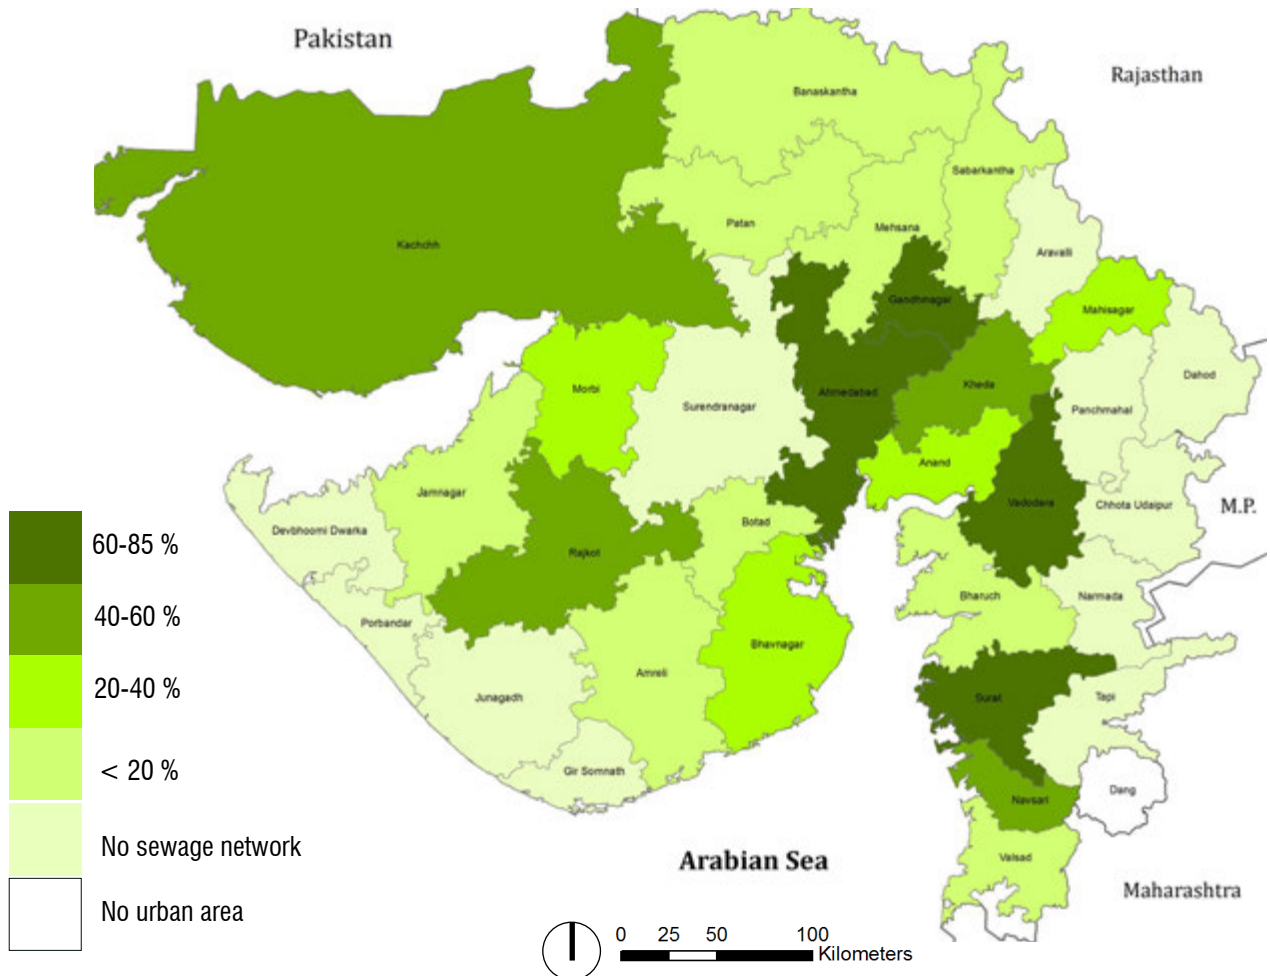 Pakistan
Rajasthan
Banaskantha
Sabarkantha
Patan
Mehsana
Kachchh
Aravalli
Gandhinagar
Mahisagar
Morbi
Surendranagar
Ahmedabad
Kheda
Dahod
Panchmahal
Anand
Jamnagar
Vadodara
Chhota Udaipur
M.P.
Devbhoomi Dwarka
Botad
Rajkot
Bharuch
Narmada
Porbandar
Bhavnagar
Amreli
Junagadh
Surat
Tapi
Gir Somnath
Dang
Navsari
Valsad
Arabian Sea
Maharashtra
60-85 %
40-60 %
20-40 %
< 20 %
No sewage network
No urban area
0 25 50 100
Kilometers